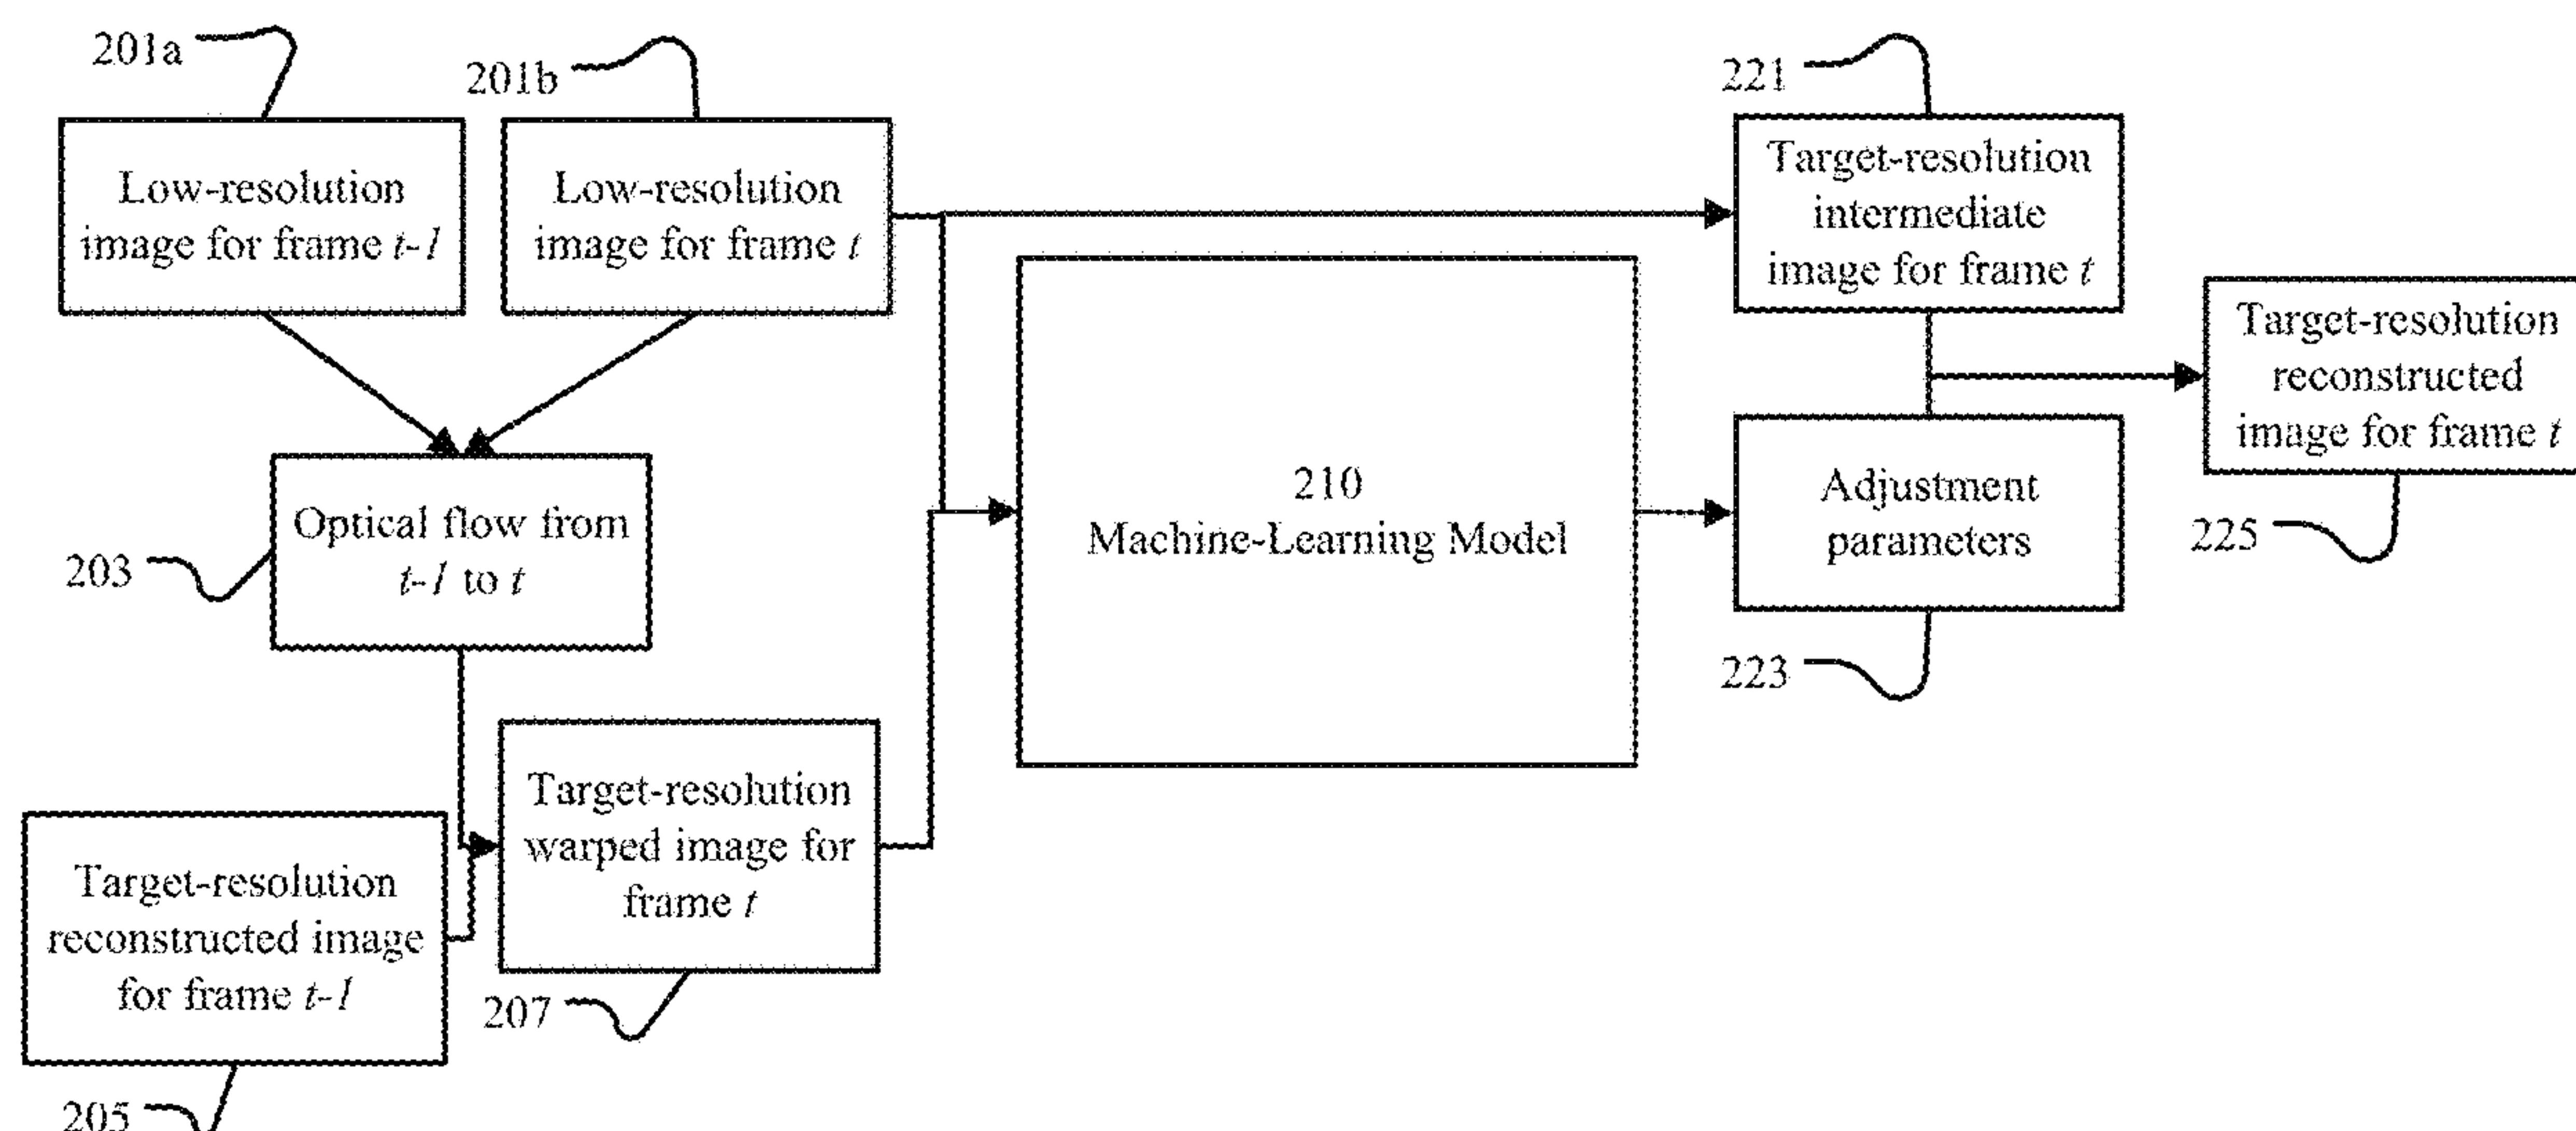 201a
201b
221
Low-resolution
image for frame t-1
Low-resolution
image for frame t
Target-resolution
intermediate
image for frame t
Target-resolution
reconstructed
image for frame t
225
Optical flow from
t-1 to t
203
210
Machine-Learning Model
Adjustment
parameters
223
Target-resolution
warped image for
frame t
207
Target-resolution
reconstructed image
for frame t-1
205